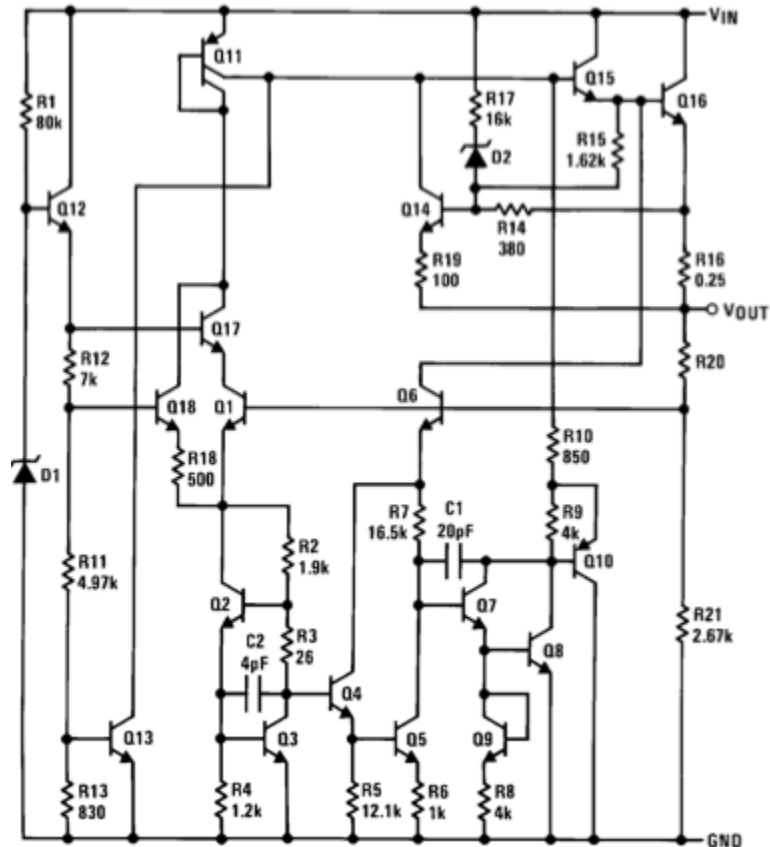 VIN
Q11
Q15
Q16
R1
80k
R17
16k
R15
1.62k
D2
Q12
Q14
R14
380
R19
100
R16
0.25
VOUT
Q17
R12
7k
R20
Q18
Q1
Q6
R18
500
R10
850
D1
R7
16.5k
C1
20pF
R9
4k
Q10
R2
1.9k
R11
4.97k
Q2
Q7
R3
26
C2
4pF
Q8
R21
2.67k
Q4
Q13
Q3
Q5
Q9
R13
830
R4
1.2k
R5
12.1k
R6
1k
R8
4k
GND